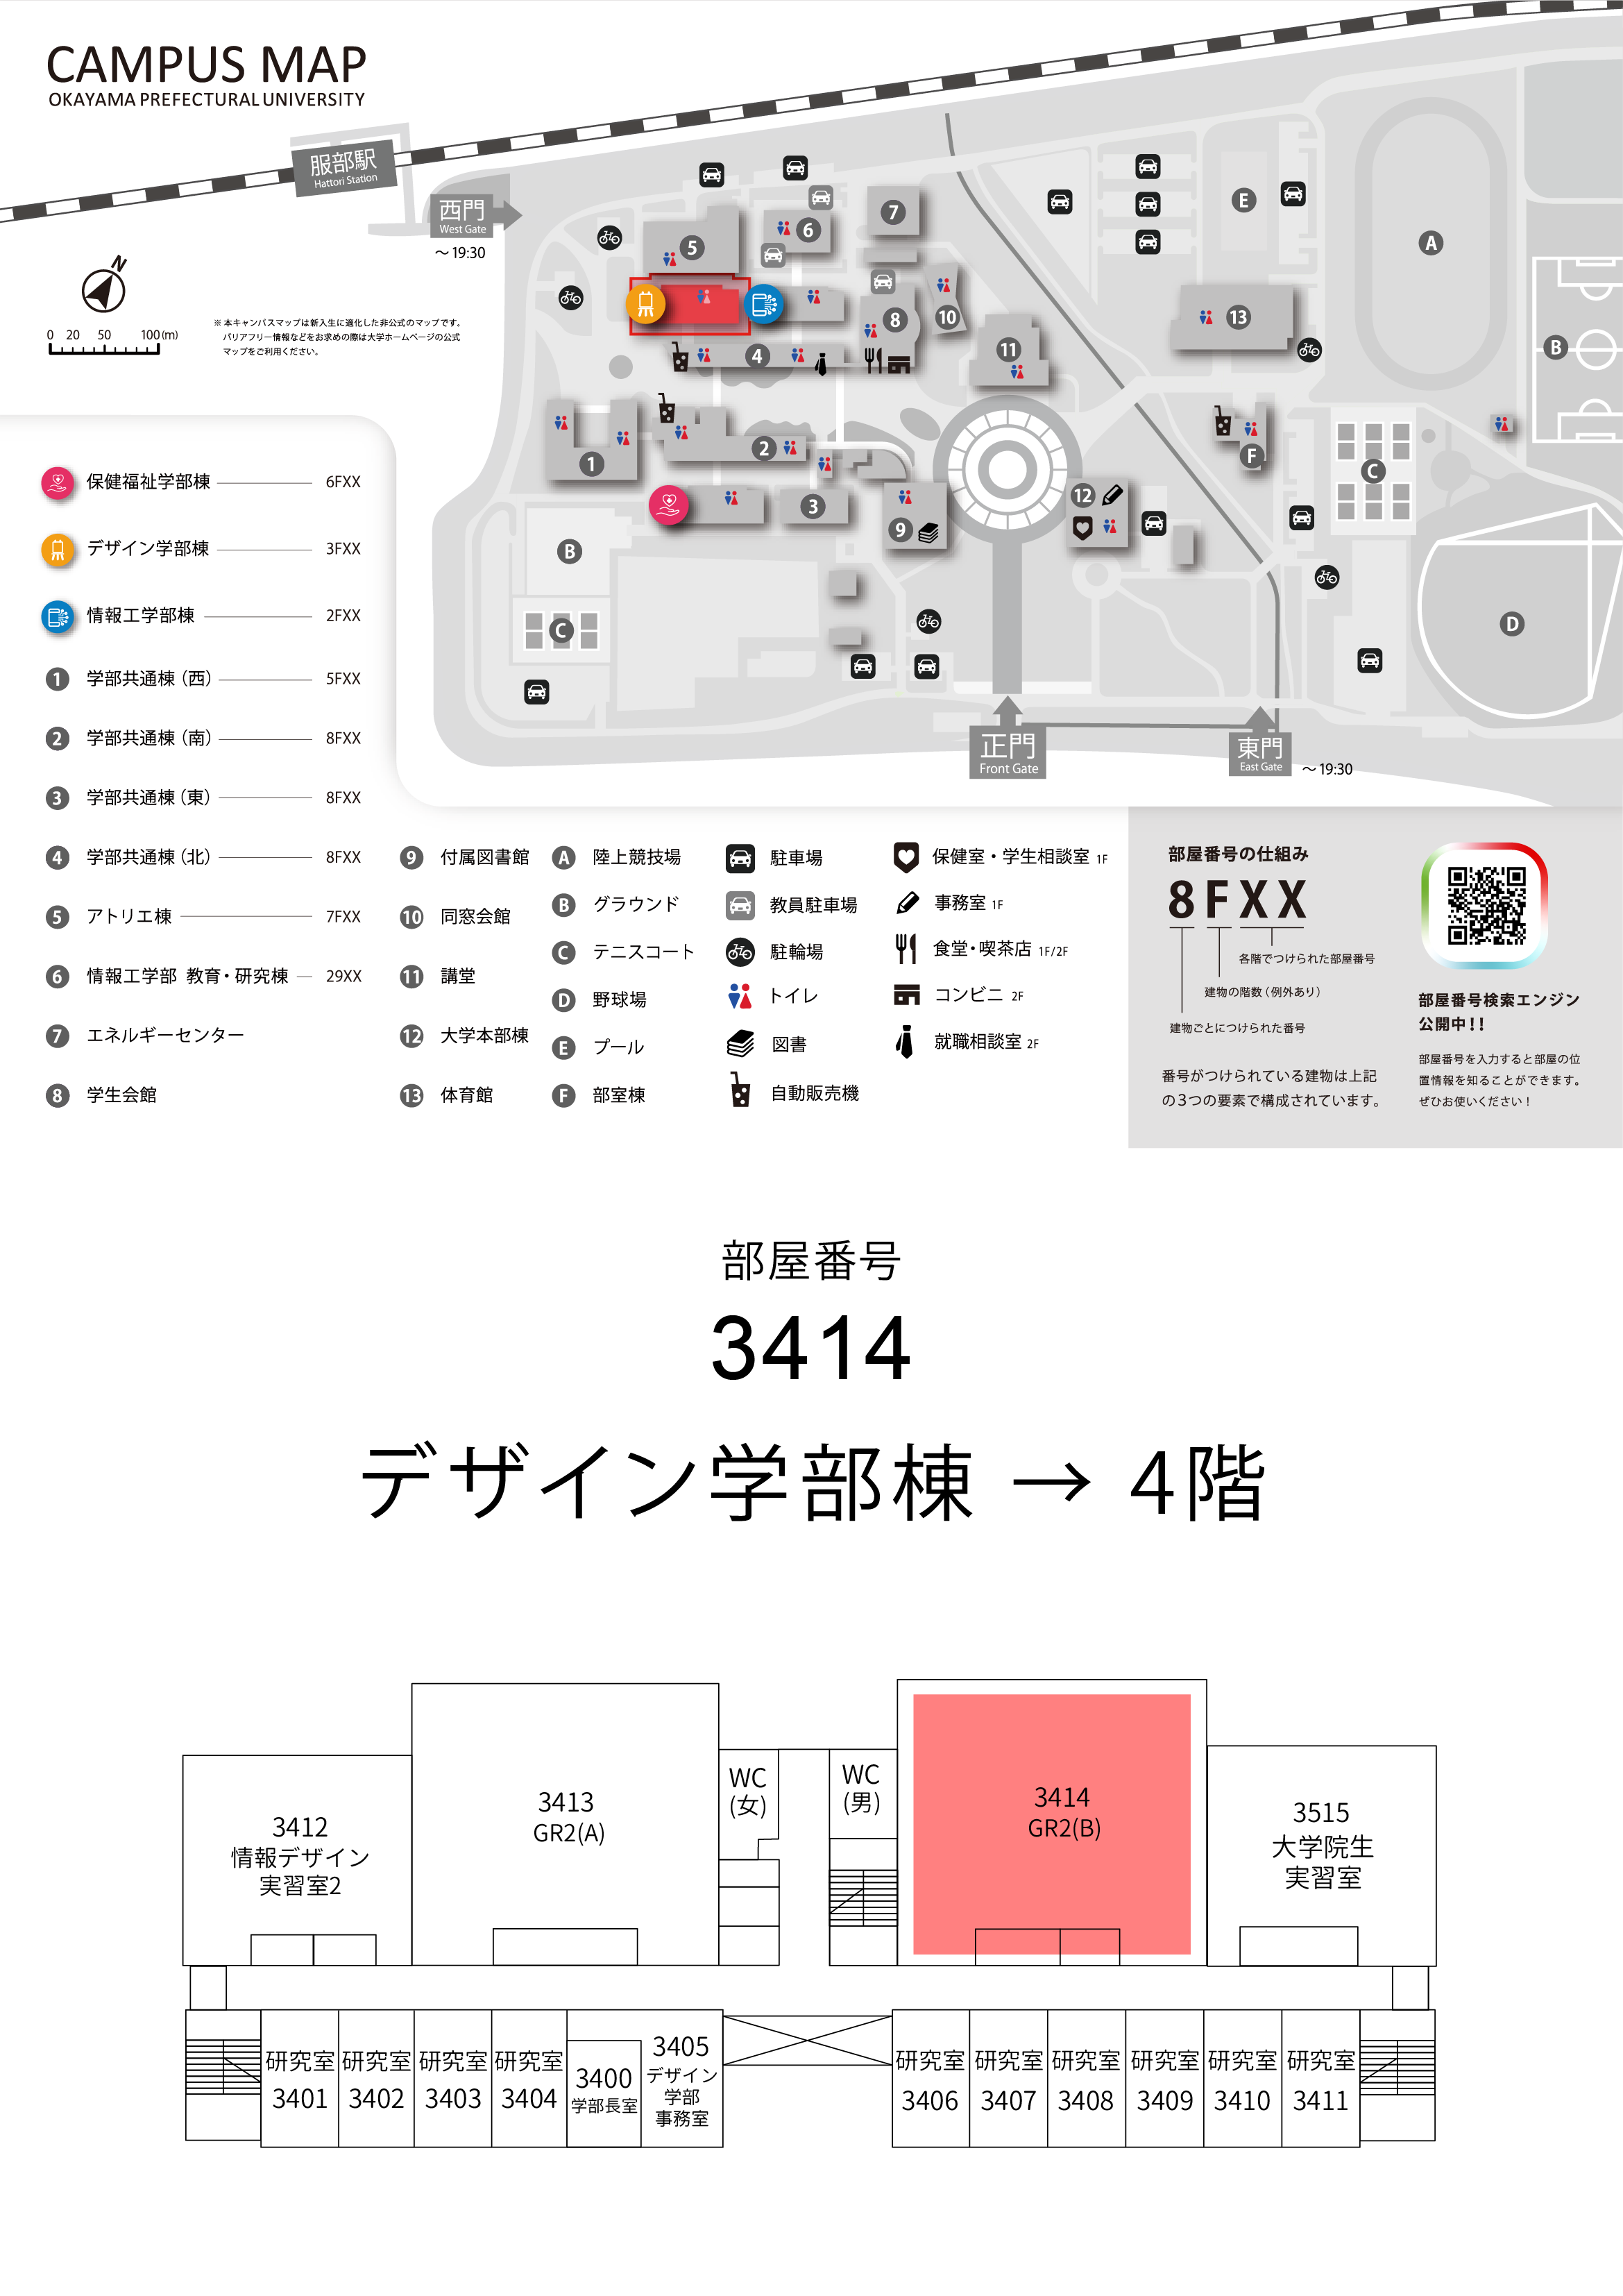 CAMPUS MAP
OKAYAMA PREFECTURAL UNIVERSITY
服部駅
Hattori Station
西門
West Gate
～19:30
N
0 20 50 100(m)
※本キャンパスマップは新入生に適化した非公式のマップです。
バリアフリー情報などをお求めの際は大学ホームページの公式
マップをご利用ください。
7
6
5
E
A
10
8
13
11
4
B
2
1
F
C
12
3
9
B
C
D
正門
Front Gate
東門
East Gate
～19:30
保健福祉学部棟 6FXX
デザイン学部棟 3FXX
情報工学部棟 2FXX
1 学部共通棟（西） 5FXX
2 学部共通棟（南） 8FXX
3 学部共通棟（東） 8FXX
4 学部共通棟（北） 8FXX
5 アトリエ棟 7FXX
6 情報工学部 教育・研究棟 29XX
7 エネルギーセンター
8 学生会館
9 付属図書館
10 同窓会館
11 講堂
12 大学本部棟
13 体育館
A 陸上競技場
B グラウンド
C テニスコート
D 野球場
E プール
F 部室棟
駐車場
教員駐車場
駐輪場
トイレ
図書
自動販売機
保健室・学生相談室 1F
事務室 1F
食堂・喫茶店 1F/2F
コンビニ 2F
就職相談室 2F
部屋番号の仕組み
8FXX
各階でつけられた部屋番号
建物の階数（例外あり）
建物ごとにつけられた番号
番号がつけられている建物は上記
の3つの要素で構成されています。
部屋番号検索エンジン
公開中！！
部屋番号を入力すると部屋の位
置情報を知ることができます。
ぜひお使いください！
部屋番号
3414
デザイン学部棟 → 4階
3412
情報デザイン
実習室2
3413
GR2(A)
WC
(女)
WC
(男)
3414
GR2(B)
3515
大学院生
実習室
研究室
3401
研究室
3402
研究室
3403
研究室
3404
3400
学部長室
3405
デザイン
学部
事務室
研究室
3406
研究室
3407
研究室
3408
研究室
3409
研究室
3410
研究室
3411